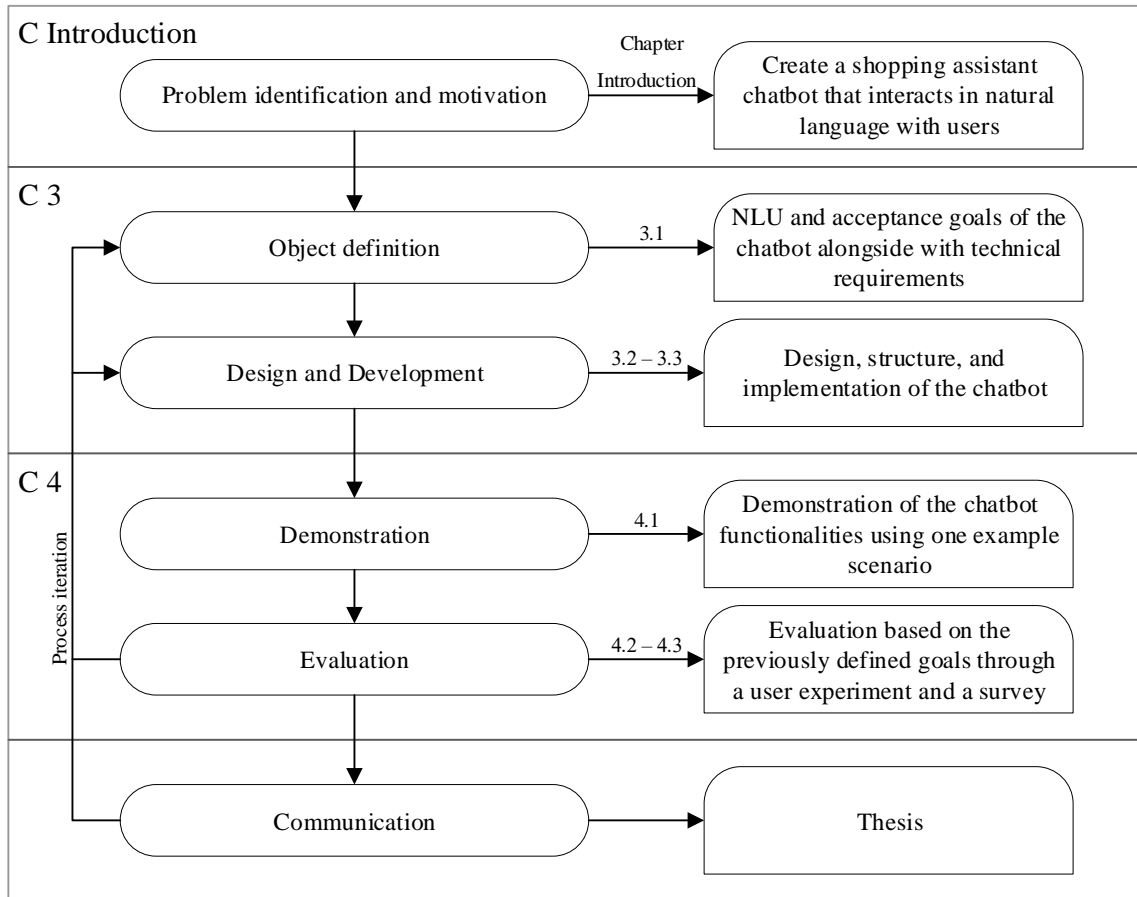 C Introduction
Chapter
Introduction
Problem identification and motivation
Create a shopping assistant
chatbot that interacts in natural
language with users
C 3
Object definition
3.1
NLU and acceptance goals of the
chatbot alongside with technical
requirements
Design and Development
3.2 – 3.3
Design, structure, and
implementation of the chatbot
C 4
Demonstration
4.1
Demonstration of the chatbot
functionalities using one example
scenario
Process iteration
Evaluation
4.2 – 4.3
Evaluation based on the
previously defined goals through
a user experiment and a survey
Communication
Thesis